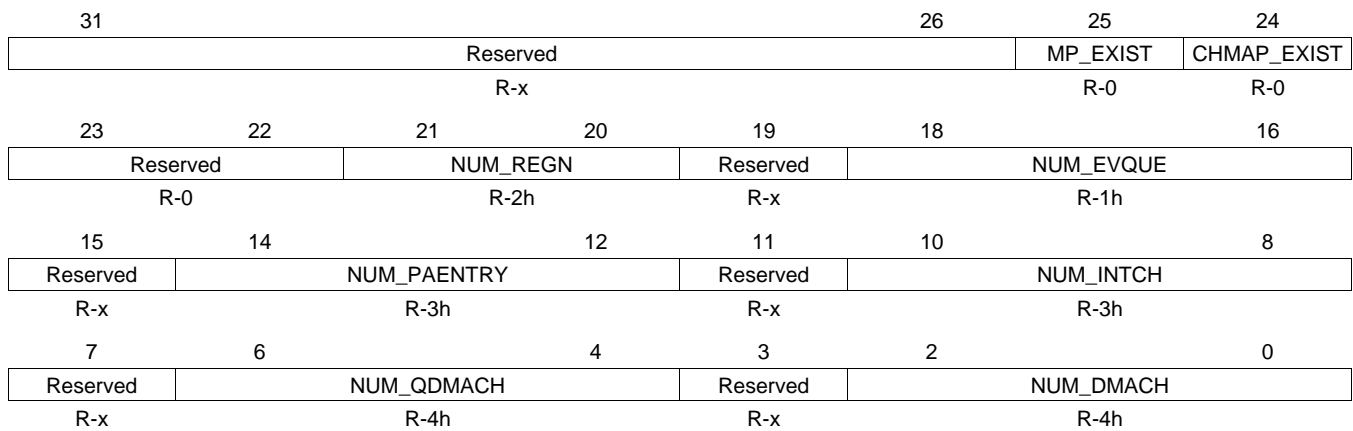 31 26 25 24
Reserved MP_EXIST CHMAP_EXIST
R-x R-0 R-0
23 22 21 20 19 18 16
Reserved NUM_REGN Reserved NUM_EVQUE
R-0 R-2h R-x R-1h
15 14 12 11 10 8
Reserved NUM_PAENTRY Reserved NUM_INTCH
R-x R-3h R-x R-3h
7 6 4 3 2 0
Reserved NUM_QDMACH Reserved NUM_DMACH
R-x R-4h R-x R-4h